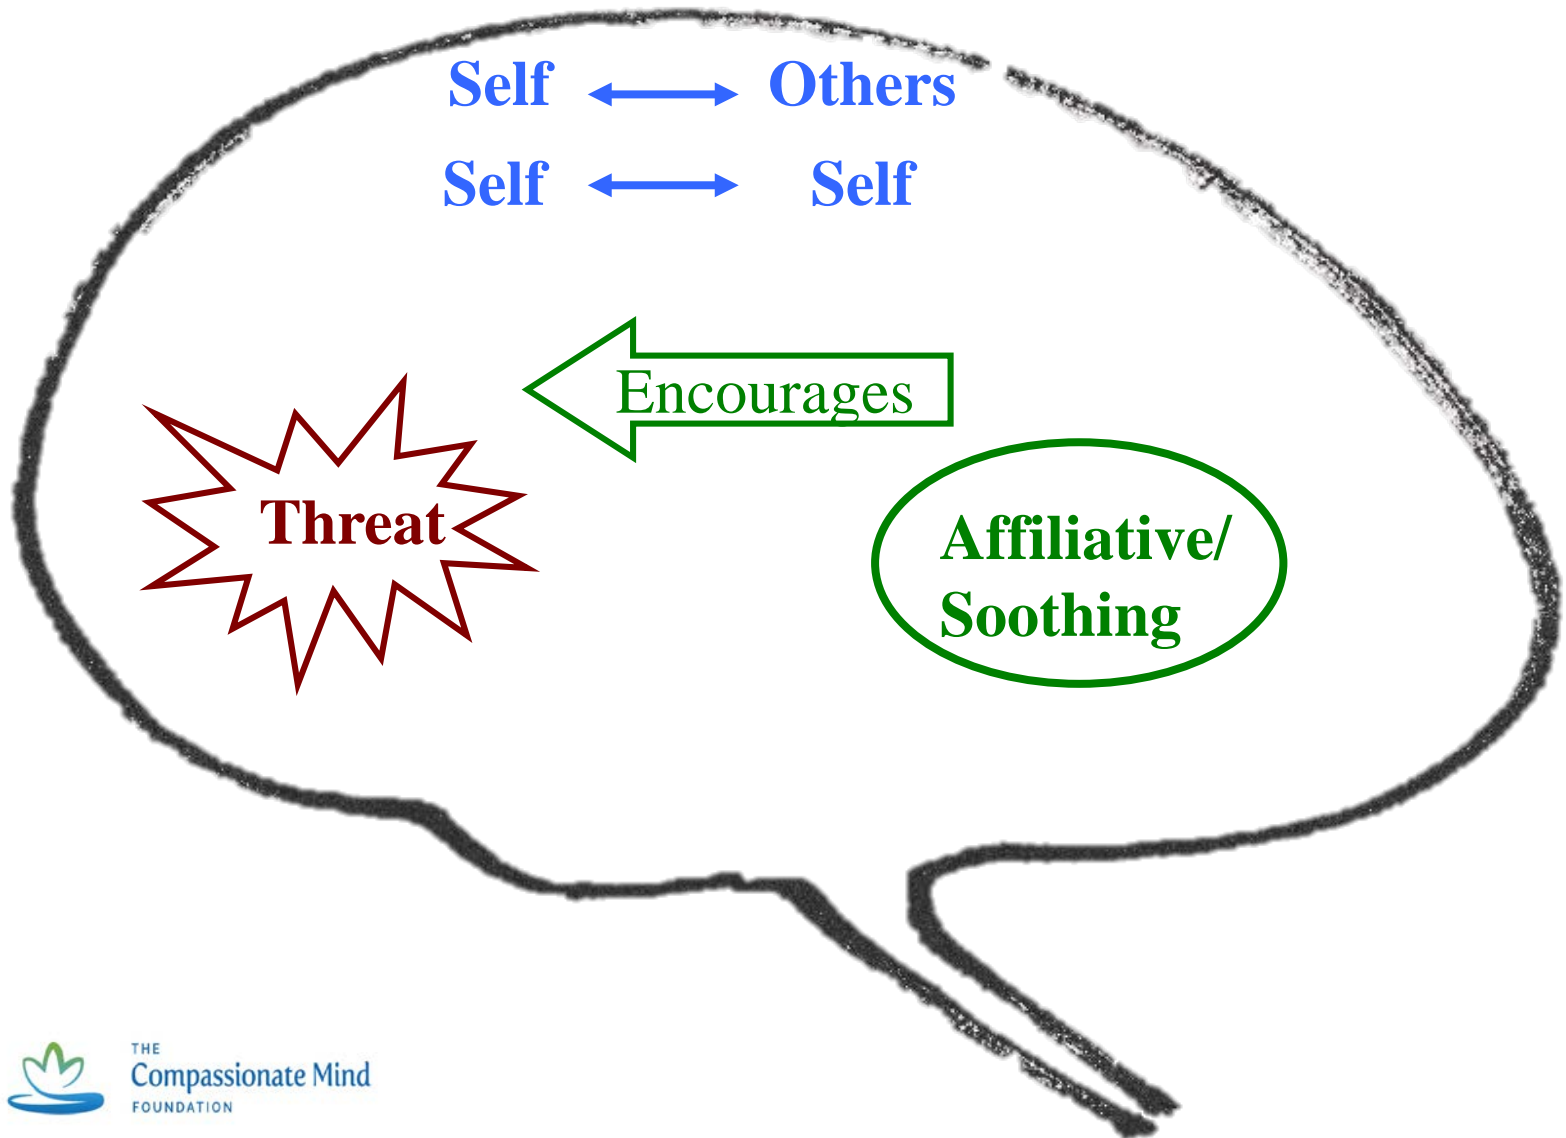 Self Others
Self Self
Encourages
Threat
Affiliative/
Soothing
THE
Compassionate Mind
FOUNDATION